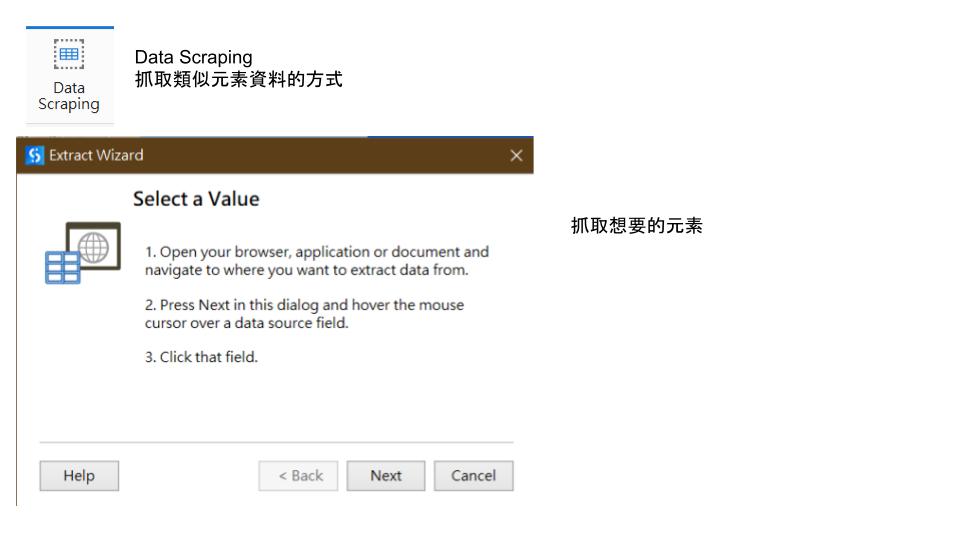 Data
Scraping
Data Scraping
抓取類似元素資料的方式
Extract Wizard
Select a Value
1. Open your browser, application or document and
navigate to where you want to extract data from.
2. Press Next in this dialog and hover the mouse
cursor over a data source field.
3. Click that field.
Help
< Back
Next
Cancel
抓取想要的元素